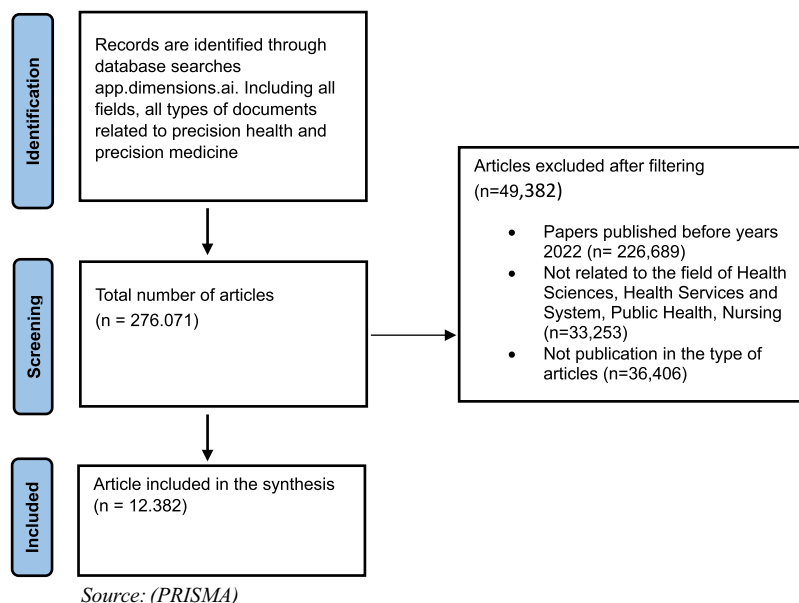 Identification
Records are identified through
database searches
app.dimensions.ai. Including all
fields, all types of documents
related to precision health and
precision medicine
Screening
Total number of articles
(n = 276.071)
Articles excluded after filtering
(n=49,382)
• Papers published before years
2022 (n= 226,689)
• Not related to the field of Health
Sciences, Health Services and
System, Public Health, Nursing
(n=33,253)
• Not publication in the type of
articles (n=36,406)
Included
Article included in the synthesis
(n = 12.382)
Source: (PRISMA)